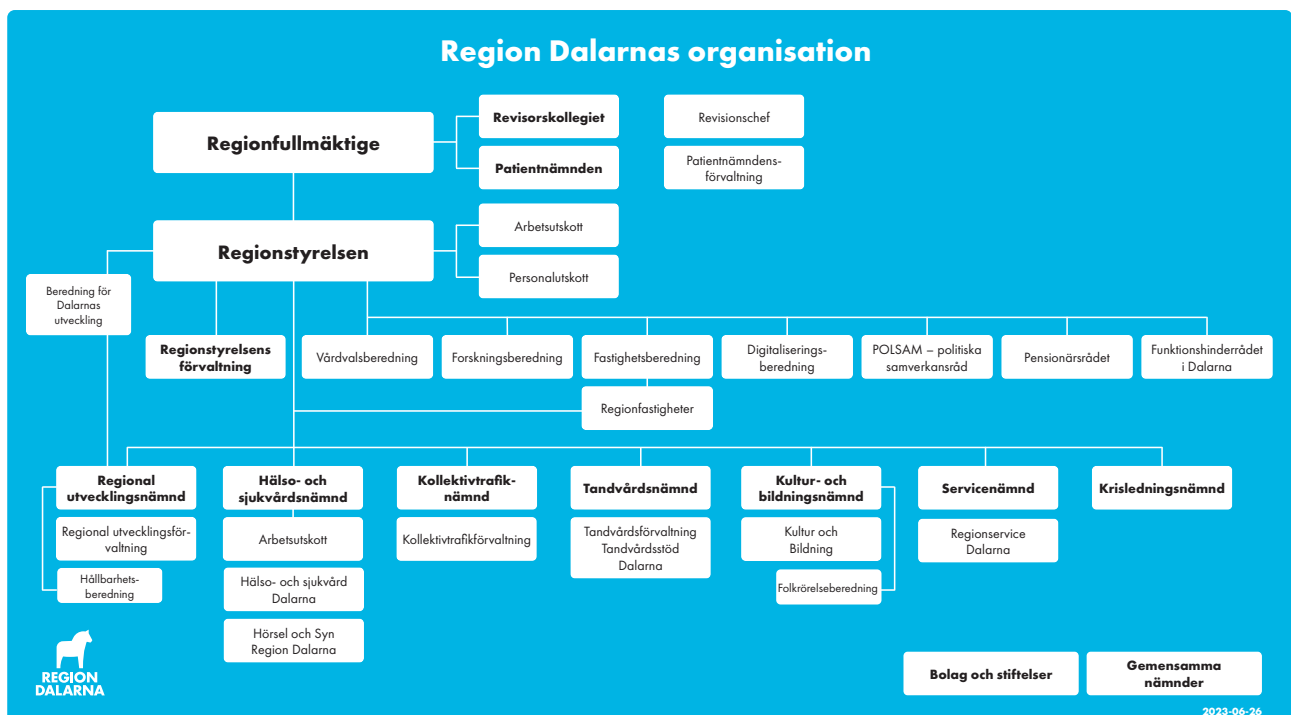 Region Dalarnas organisation
Regionfullmäktige
Revisorskollegiet
Revisionschef
Patientnämnden
Patientnämndens-
förvaltning
Regionstyrelsen
Arbetsutskott
Personalutskott
Beredning för
Dalarnas
utveckling
Regionstyrelsens
förvaltning
Vårdvalsberedning
Forskningsberedning
Fastighetsberedning
Digitaliserings-
beredning
POLSAM – politiska
samverkansråd
Pensionärsrådet
Funktionshinderrådet
i Dalarna
Regionfastigheter
Regional
utvecklingsnämnd
Hälso- och
sjukvårdsnämnd
Kollektivtrafik-
nämnd
Tandvårdsnämnd
Kultur- och
bildningsnämnd
Servicenämnd
Krisledningsnämnd
Regional utvecklingsför-
valtning
Arbetsutskott
Kollektivtrafikförvaltning
Tandvårdsförvaltning
Tandvårdsstöd
Dalarna
Kultur och
Bildning
Regionservice
Dalarna
Hållbarhets-
beredning
Hälso- och sjukvård
Dalarna
Folkrörelseberedning
Hörsel och Syn
Region Dalarna
REGION
DALARNA
Bolag och stiftelser
Gemensamma
nämnder
2023-06-26